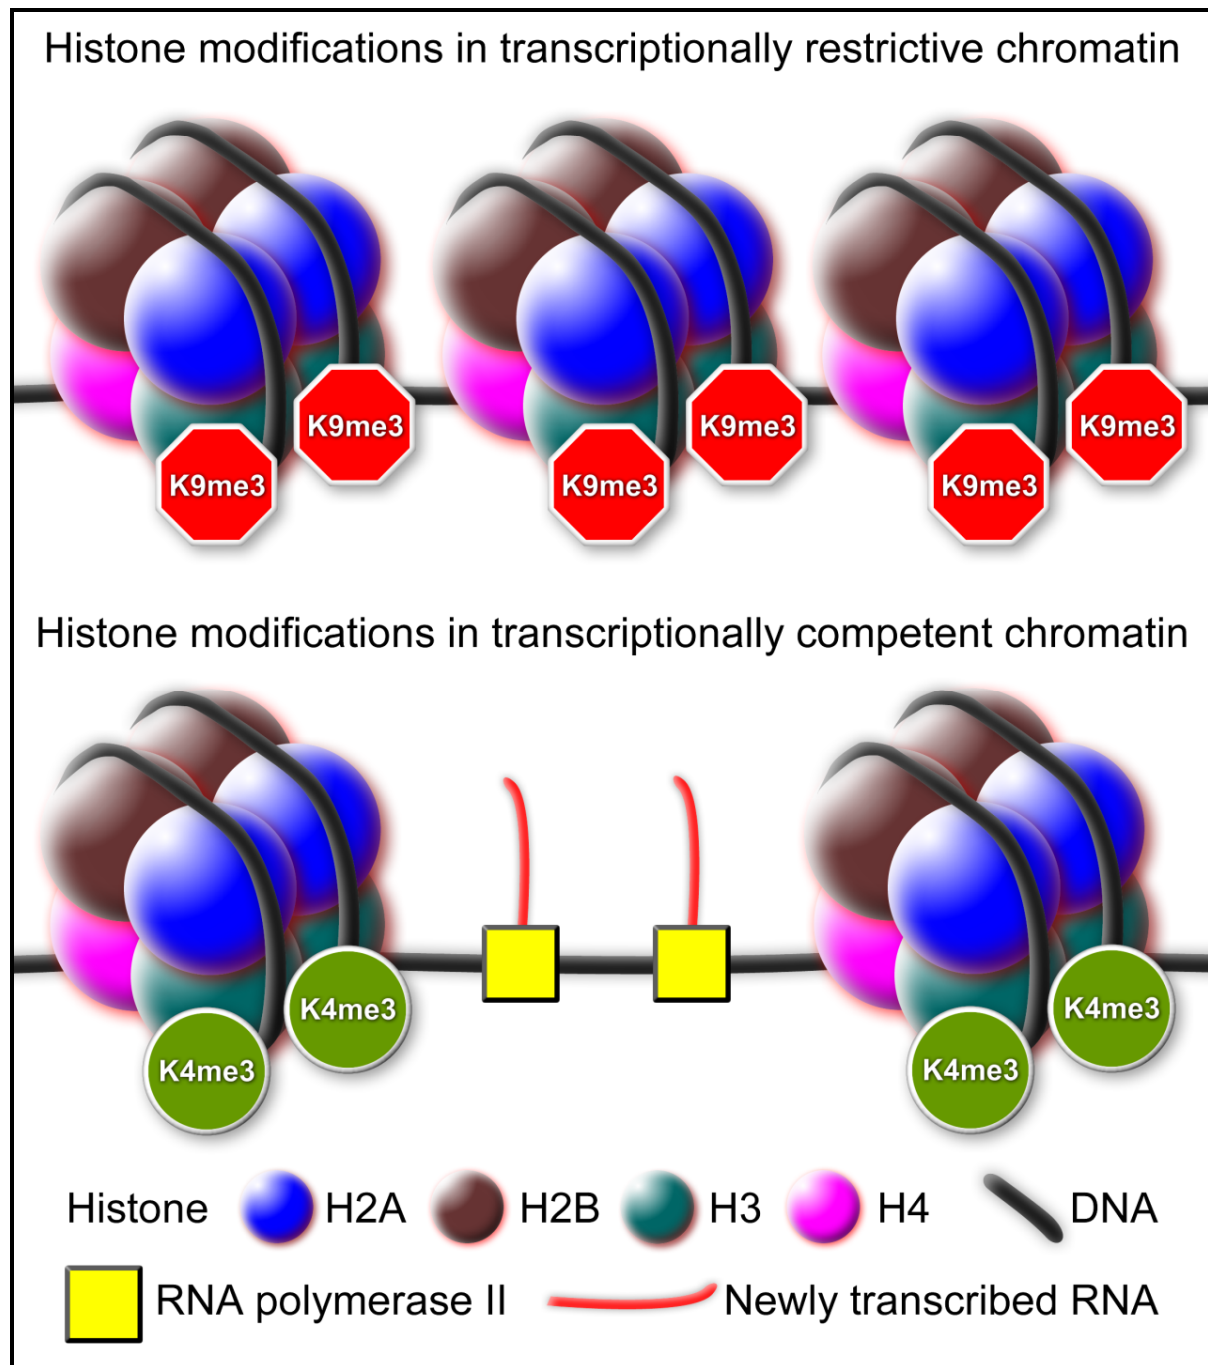 Histone modifications in transcriptionally restrictive chromatin
K9me3
K9me3
K9me3
K9me3
K9me3
K9me3
Histone modifications in transcriptionally competent chromatin
K4me3
K4me3
K4me3
K4me3
Histone H2A H2B H3 H4 DNA
RNA polymerase II Newly transcribed RNA